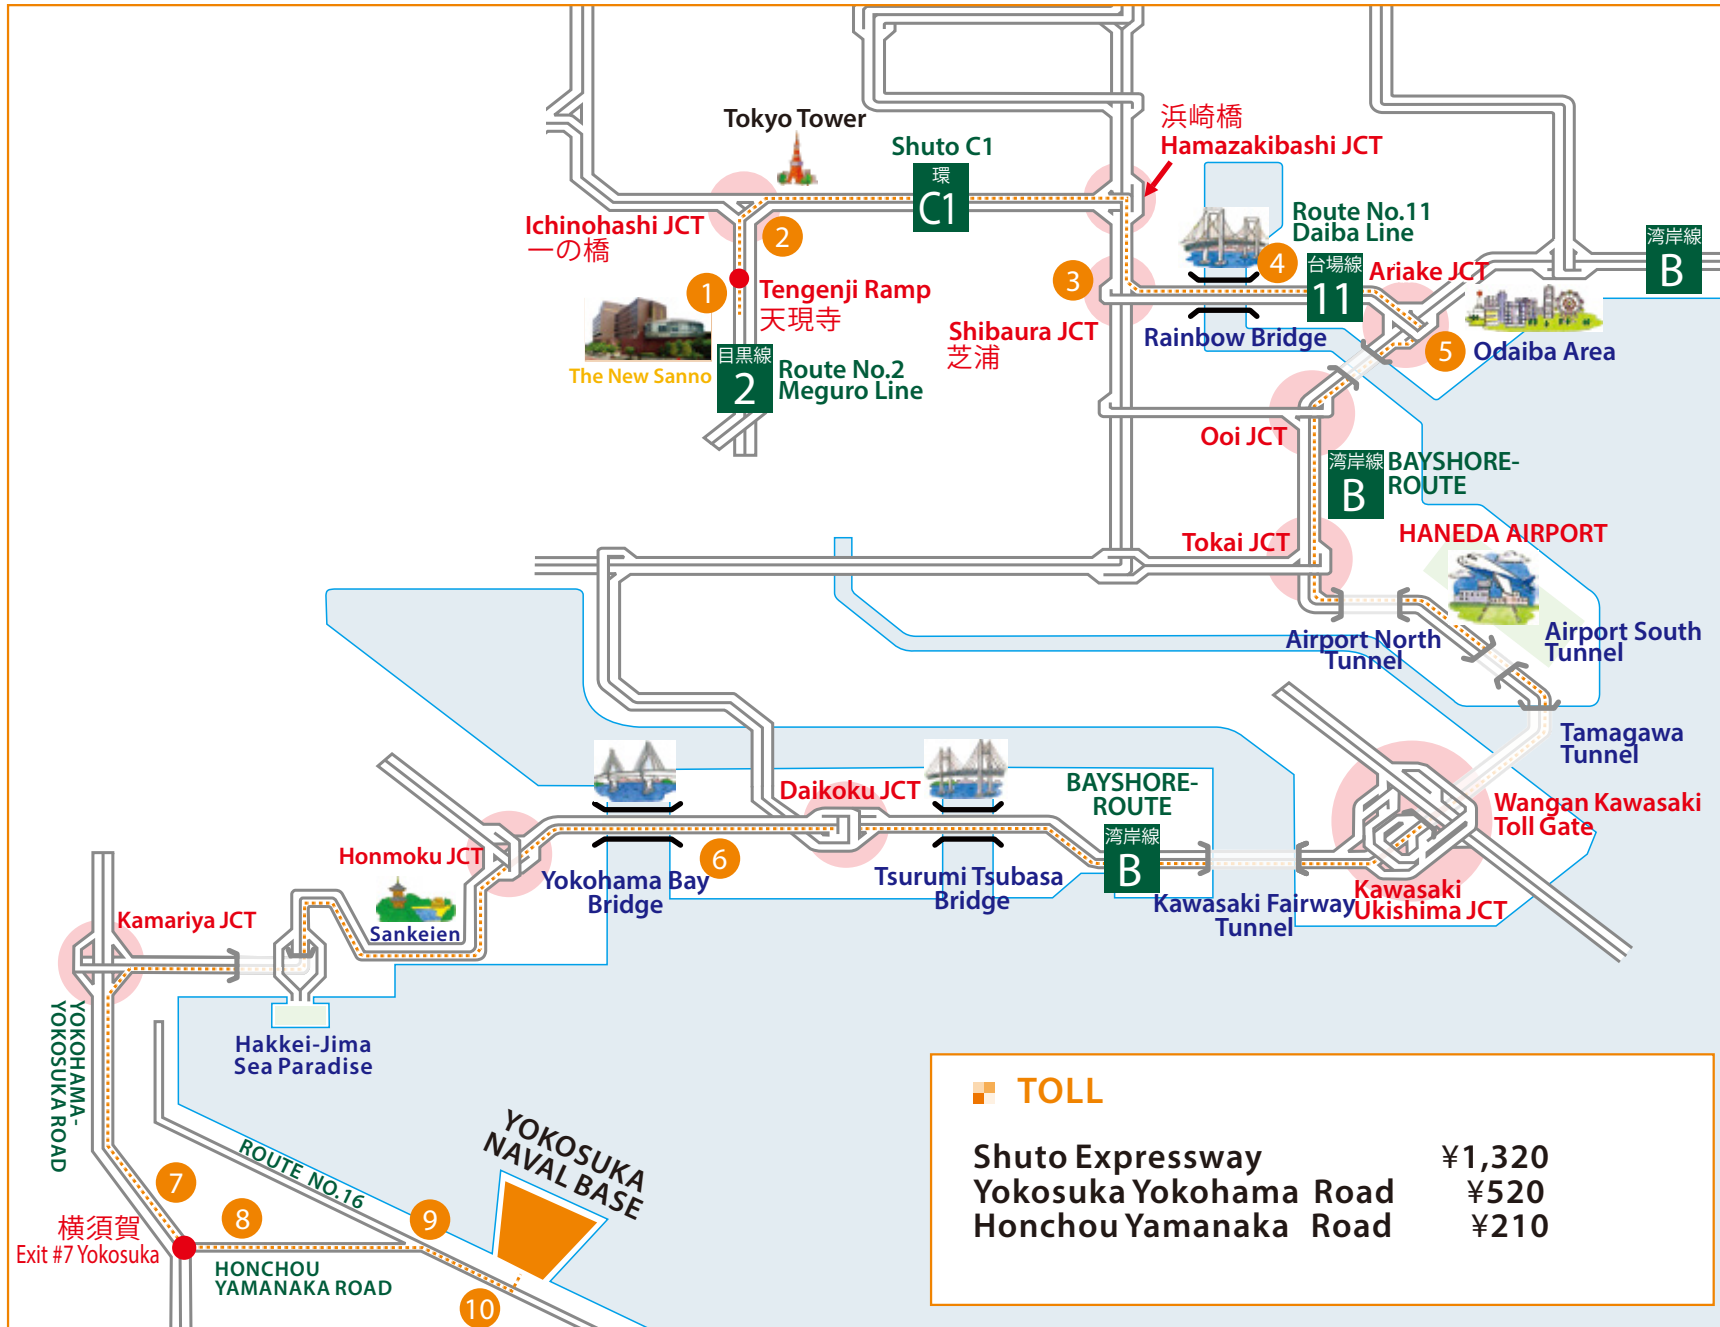 Tokyo Tower
Shuto C1
環
C1
浜崎橋
Hamazakibashi JCT
Ichinohashi JCT
一の橋
2
1
Tengenji Ramp
天現寺
The New Sanno
目黒線
2
Route No.2
Meguro Line
3
Shibaura JCT
芝浦
4
Route No.11
Daiba Line
台場線
11
Rainbow Bridge
Ariake JCT
湾岸線
B
5
Odaiba Area
Ooi JCT
湾岸線
B
BAYSHORE-
ROUTE
Tokai JCT
HANEDA AIRPORT
Airport North
Tunnel
Airport South
Tunnel
Tamagawa
Tunnel
Wangan Kawasaki
Toll Gate
Kawasaki
Ukishima JCT
Kawasaki Fairway
Tunnel
BAYSHORE-
ROUTE
湾岸線
B
Daikoku JCT
Tsurumi Tsubasa
Bridge
6
Yokohama Bay
Bridge
Honmoku JCT
Sankeien
Kamariya JCT
Hakkei-Jima
Sea Paradise
YOKOHAMA-
YOKOSUKA ROAD
ROUTE NO.16
7
8
9
10
横須賀
Exit #7 Yokosuka
HONCHOU
YAMANAKA ROAD
YOKOSUKA
NAVAL BASE
TOLL
Shuto Expressway ¥1,320
Yokosuka Yokohama Road ¥520
Honchou Yamanaka Road ¥210